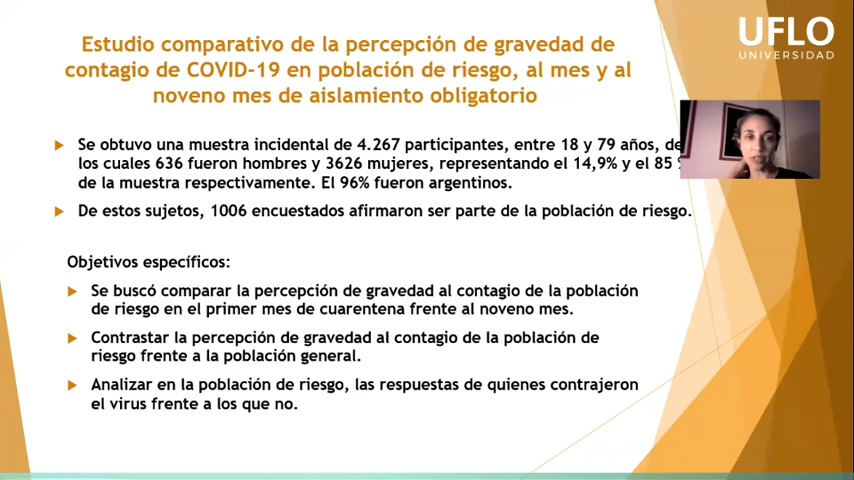 UFLO
UNIVERSIDAD
Estudio comparativo de la percepción de gravedad de
contagio de COVID-19 en población de riesgo, al mes y al
noveno mes de aislamiento obligatorio
Se obtuvo una muestra incidental de 4.267 participantes, entre 18 y 79 años, de
los cuales 636 fueron hombres y 3626 mujeres, representando el 14,9% y el 85
de la muestra respectivamente. El 96% fueron argentinos.
De estos sujetos, 1006 encuestados afirmaron ser parte de la población de riesgo.
Objetivos específicos:
Se buscó comparar la percepción de gravedad al contagio de la población
de riesgo en el primer mes de cuarentena frente al noveno mes.
Contrastar la percepción de gravedad al contagio de la población de
riesgo frente a la población general.
Analizar en la población de riesgo, las respuestas de quienes contrajeron
el virus frente a los que no.